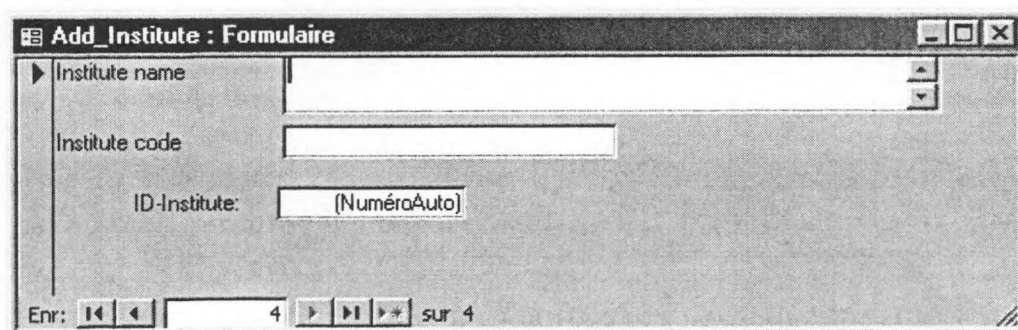 Add_Institute : Formulaire
Institute name
Institute code
ID-Institute: (NuméroAuto)
Enr: 4 sur 4